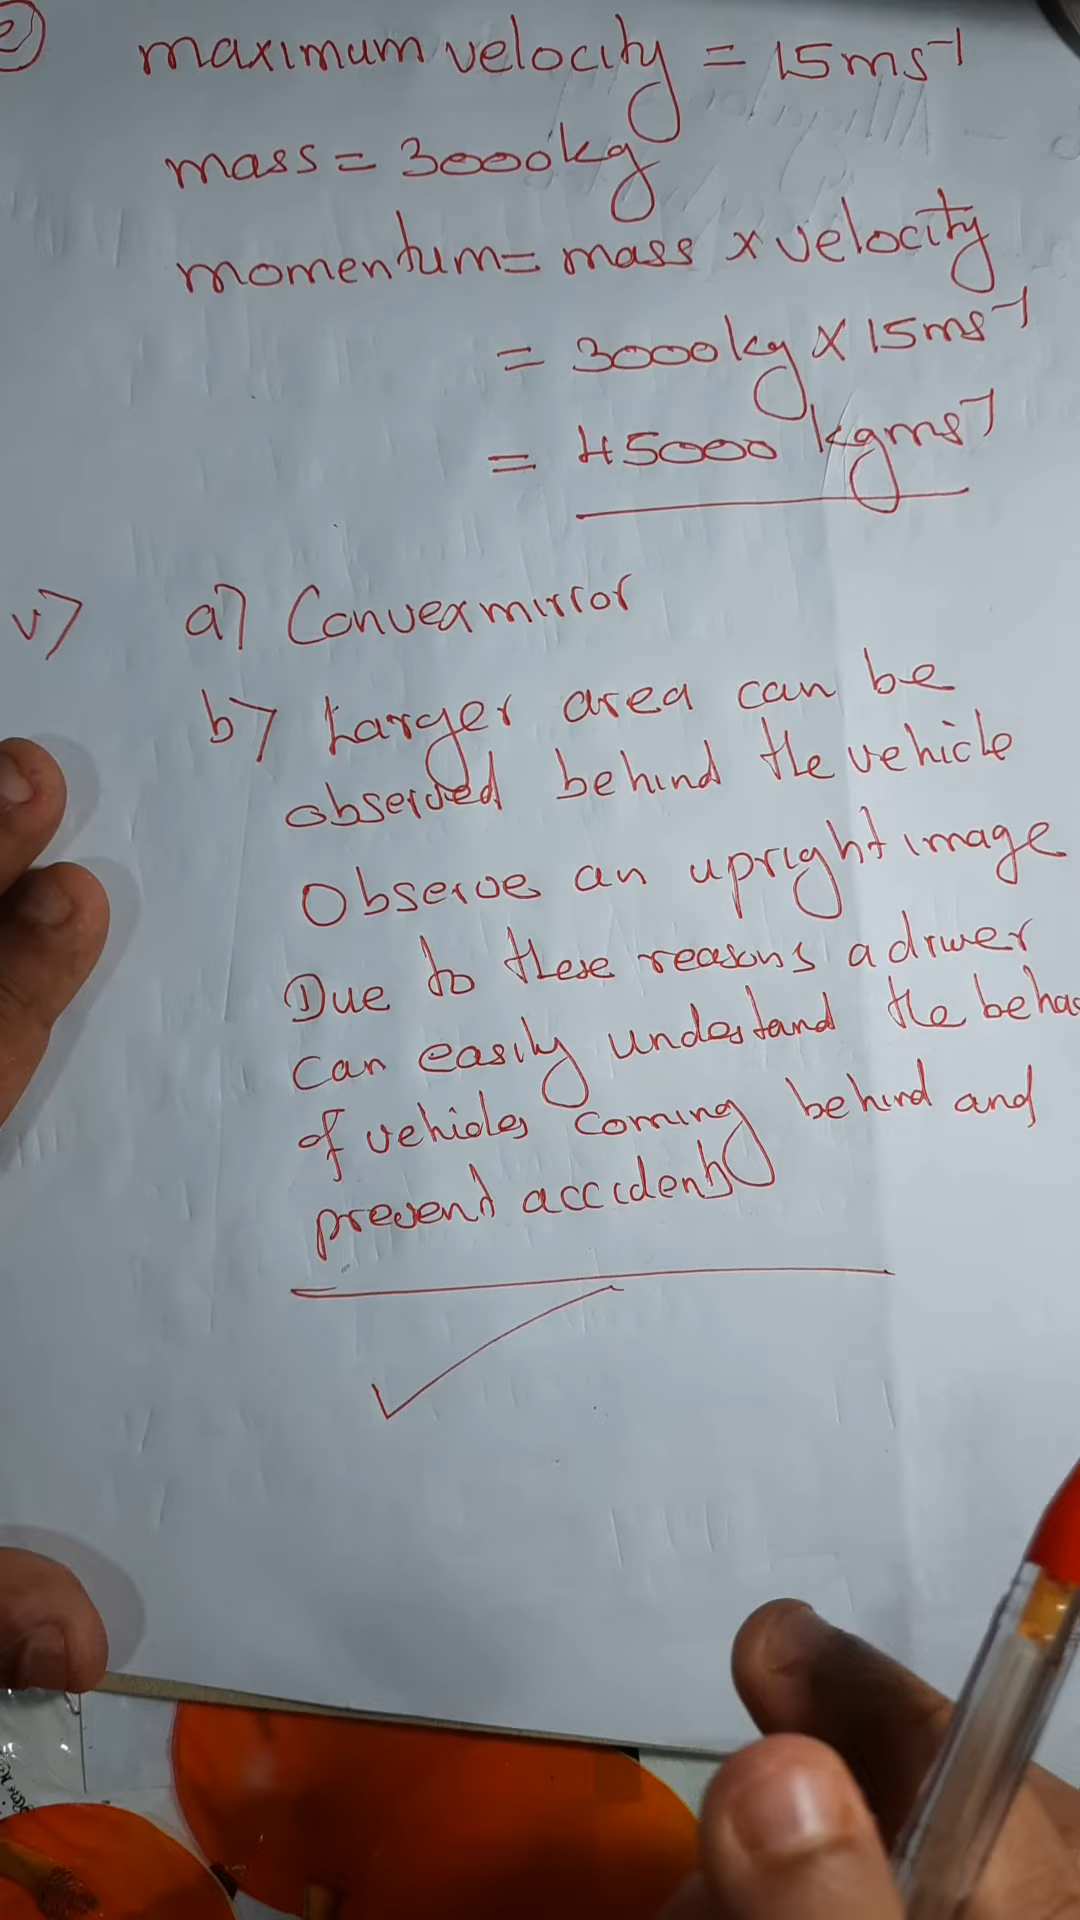 e
maximum velocity = 15ms⁻¹
mass = 3000kg
momentum = mass x velocity
= 3000kg x 15ms⁻¹
= 45000 kgms⁻¹
v) a) Convex mirror
b) Larger area can be
observed behind the vehicle
Observe an upright image
Due to these reasons a driver
can easily understand the beha
of vehicles coming behind and
prevent accidents